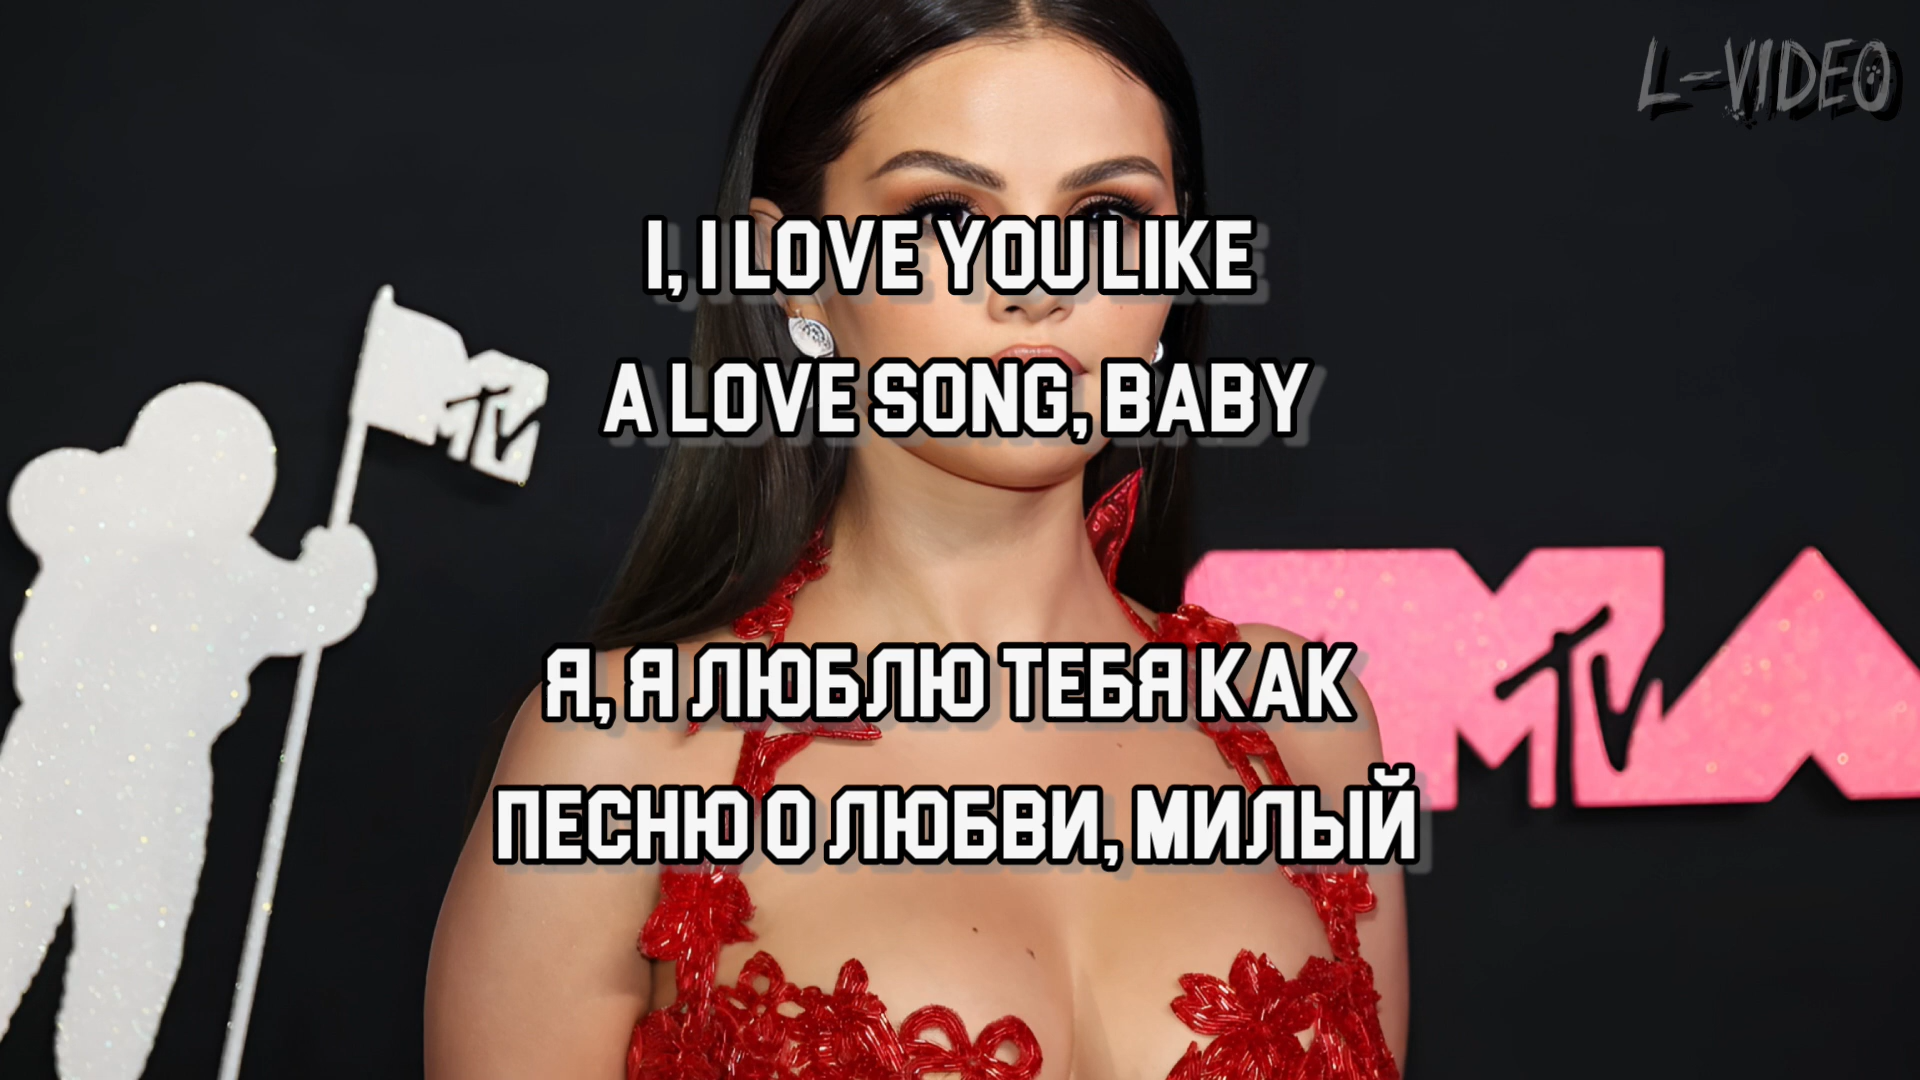 L-VIDEO
I, I LOVE YOU LIKE
A LOVE SONG, BABY
MTV
Я, Я ЛЮБЛЮ ТЕБЯ КАК
ПЕСНЮ О ЛЮБВИ, МИЛЫЙ
MTV